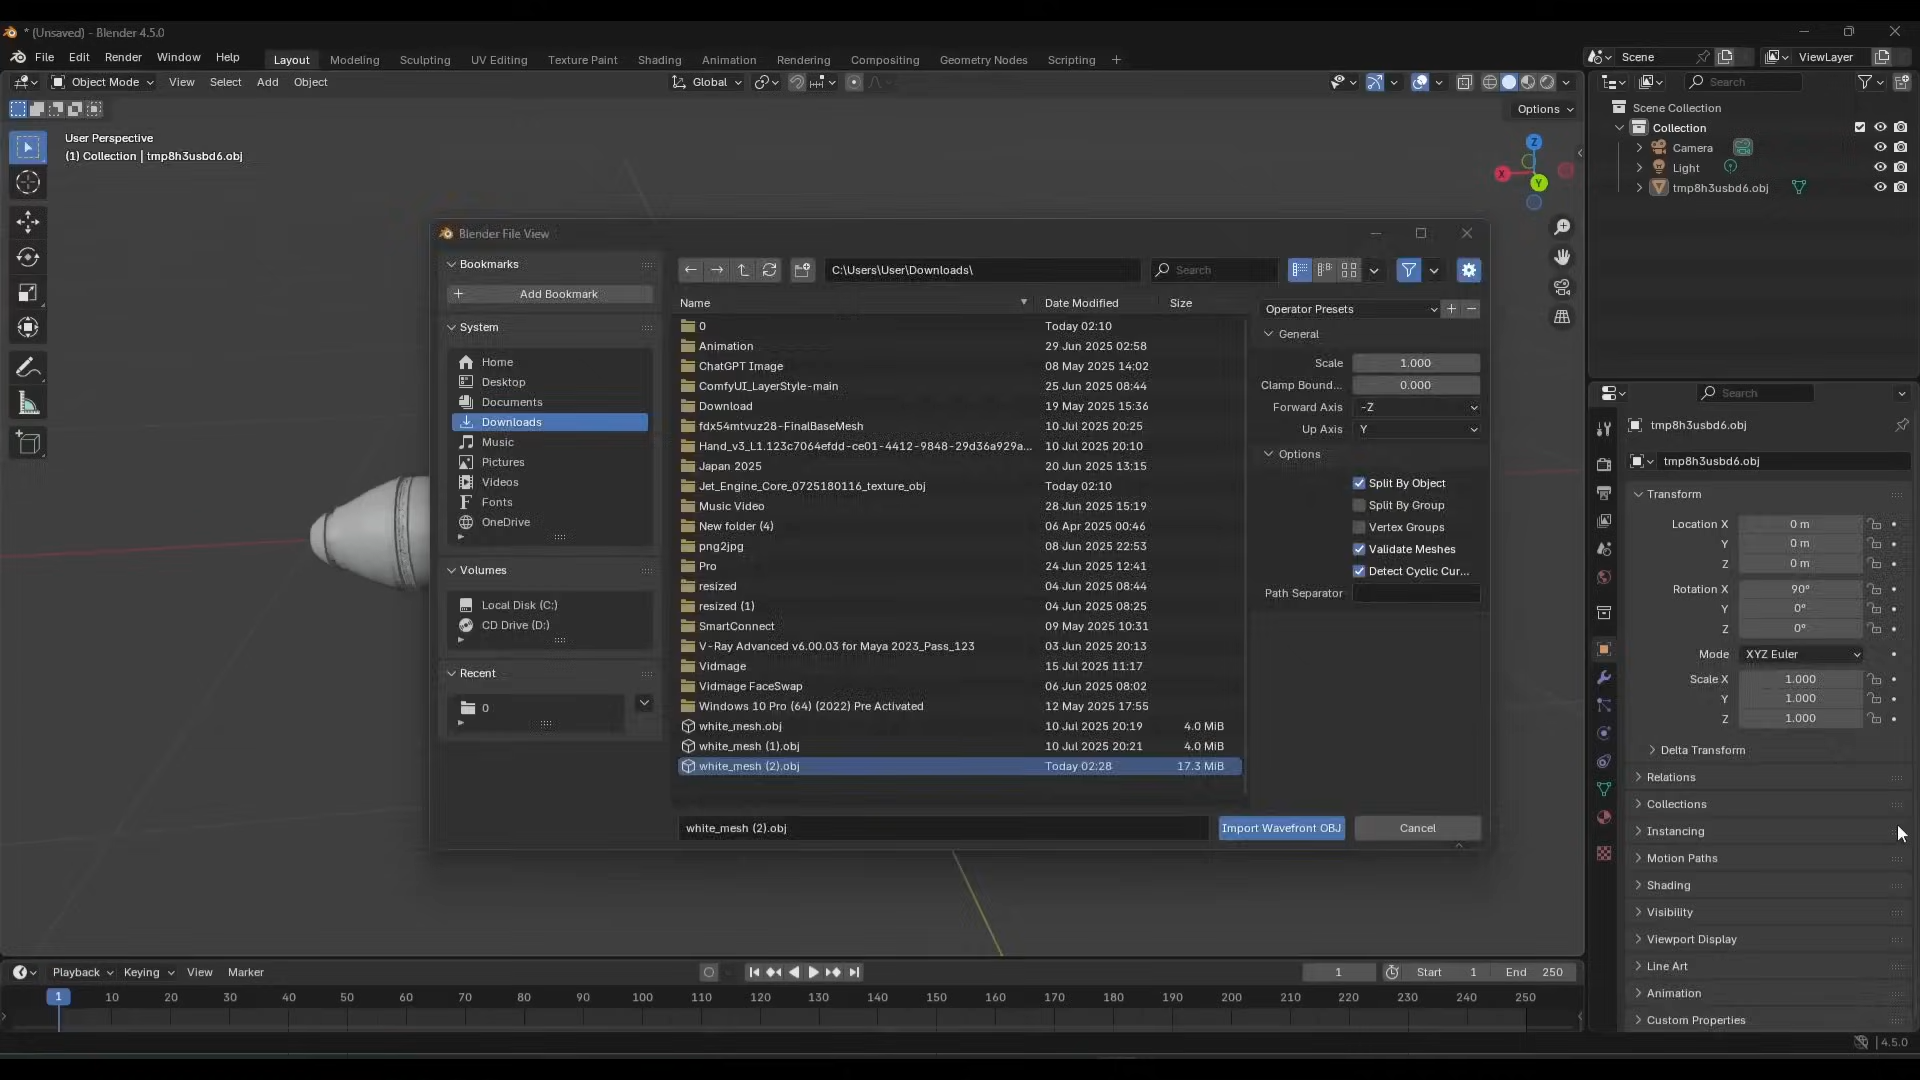 * (Unsaved) - Blender 4.5.0
File Edit Render Window Help Layout Modeling Sculpting UV Editing Texture Paint Shading Animation Rendering Compositing Geometry Nodes Scripting + Scene ViewLayer
Object Mode View Select Add Object Global Search
Options
User Perspective
(1) Collection | tmp8h3usbd6.obj
Z
X
Y
Scene Collection
Collection
Camera
Light
tmp8h3usbd6.obj
Blender File View
Bookmarks
Add Bookmark
System
Home
Desktop
Documents
Downloads
Music
Pictures
Videos
Fonts
OneDrive
Volumes
Local Disk (C:)
CD Drive (D:)
Recent
0
C:\Users\User\Downloads\ Search
Name Date Modified Size
0 Today 02:10
Animation 29 Jun 2025 02:58
ChatGPT Image 08 May 2025 14:02
ComfyUI_LayerStyle-main 25 Jun 2025 08:44
Download 19 May 2025 15:36
fdx54mtvuz28-FinalBaseMesh 10 Jul 2025 20:25
Hand_v3_L1.123c7064efdd-ce01-4412-9848-29d36a929a... 10 Jul 2025 20:10
Japan 2025 20 Jun 2025 13:15
Jet_Engine_Core_0725180116_texture_obj Today 02:10
Music Video 28 Jun 2025 15:19
New folder (4) 06 Apr 2025 00:46
png2jpg 08 Jun 2025 22:53
Pro 24 Jun 2025 12:41
resized 04 Jun 2025 08:44
resized (1) 04 Jun 2025 08:25
SmartConnect 09 May 2025 10:31
V-Ray Advanced v6.00.03 for Maya 2023_Pass_123 03 Jun 2025 20:13
Vidmage 15 Jul 2025 11:17
Vidmage FaceSwap 06 Jun 2025 08:02
Windows 10 Pro (64) (2022) Pre Activated 12 May 2025 17:55
white_mesh.obj 10 Jul 2025 20:19 4.0 MiB
white_mesh (1).obj 10 Jul 2025 20:21 4.0 MiB
white_mesh (2).obj Today 02:28 17.3 MiB
white_mesh (2).obj Import Wavefront OBJ Cancel
Operator Presets
General
Scale 1.000
Clamp Bound... 0.000
Forward Axis -Z
Up Axis Y
Options
Split By Object
Split By Group
Vertex Groups
Validate Meshes
Detect Cyclic Cur...
Path Separator
Search
tmp8h3usbd6.obj
tmp8h3usbd6.obj
Transform
Location X 0 m
Y 0 m
Z 0 m
Rotation X 90°
Y 0°
Z 0°
Mode XYZ Euler
Scale X 1.000
Y 1.000
Z 1.000
Delta Transform
Relations
Collections
Instancing
Motion Paths
Shading
Visibility
Viewport Display
Line Art
Animation
Custom Properties
Playback Keying View Marker 1 Start 1 End 250
1 10 20 30 40 50 60 70 80 90 100 110 120 130 140 150 160 170 180 190 200 210 220 230 240 250
4.5.0